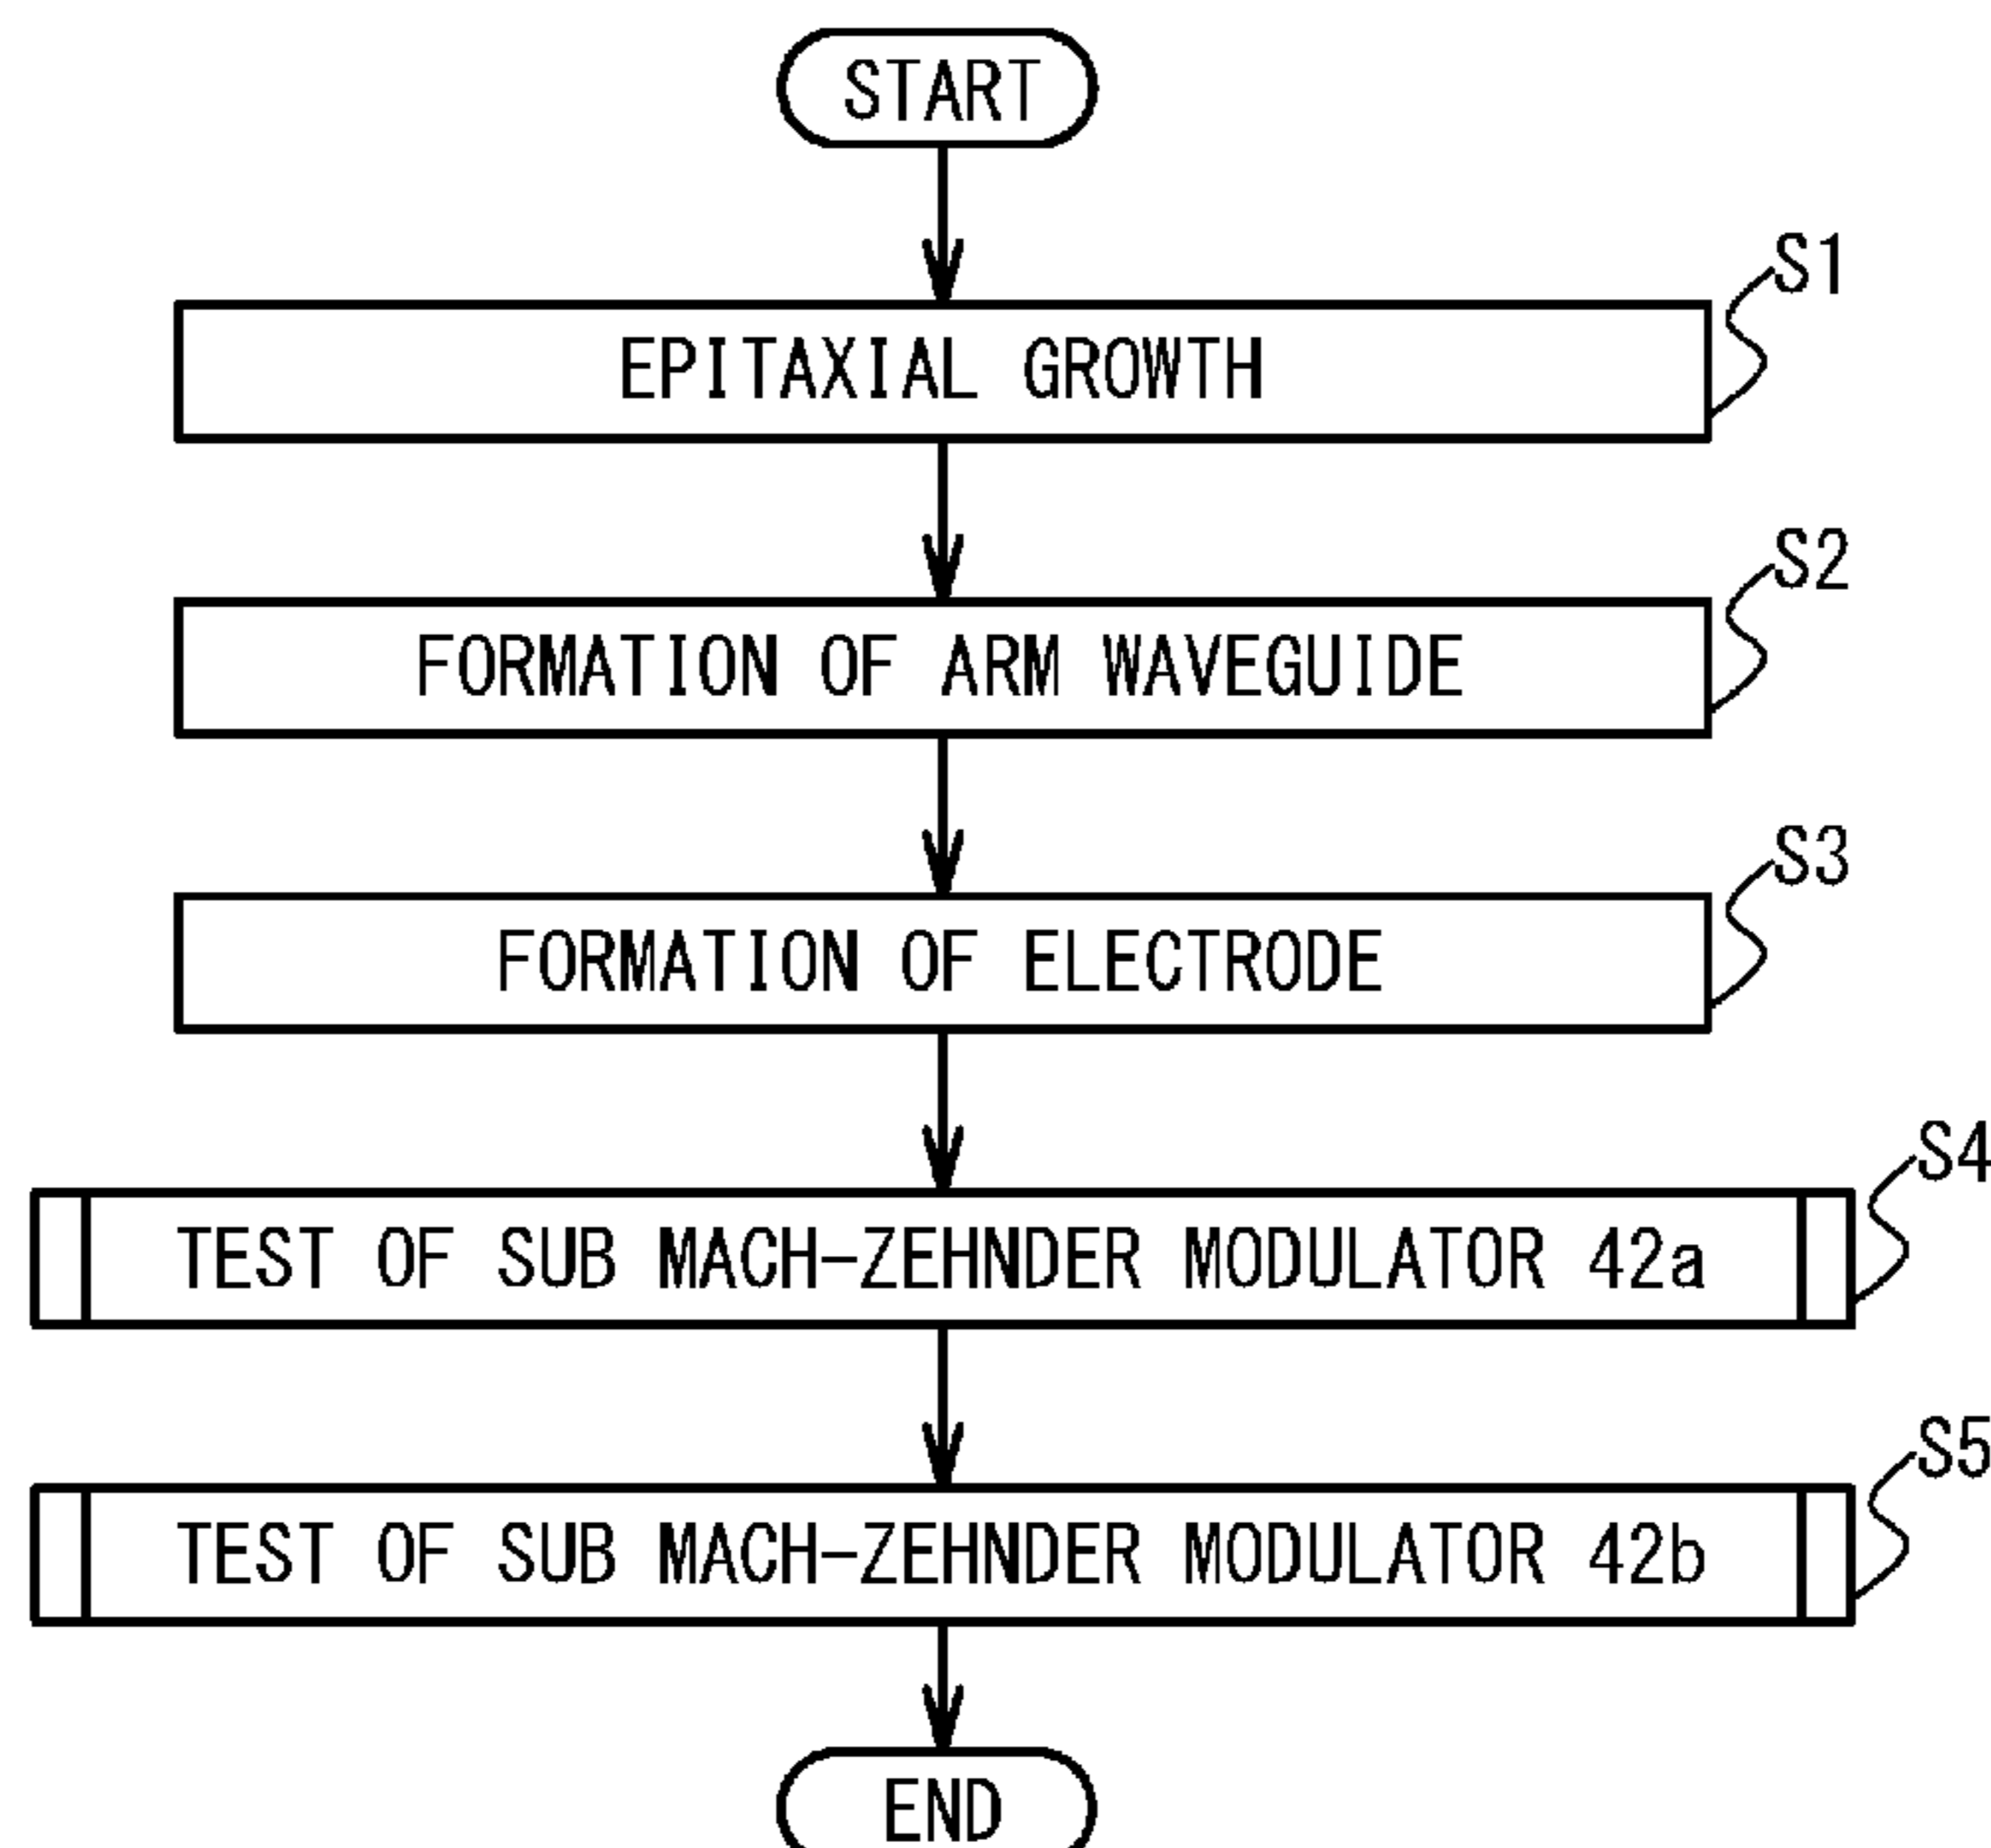 START
S1
EPITAXIAL GROWTH
S2
FORMATION OF ARM WAVEGUIDE
S3
FORMATION OF ELECTRODE
S4
TEST OF SUB MACH-ZEHNDER MODULATOR 42a
S5
TEST OF SUB MACH-ZEHNDER MODULATOR 42b
END